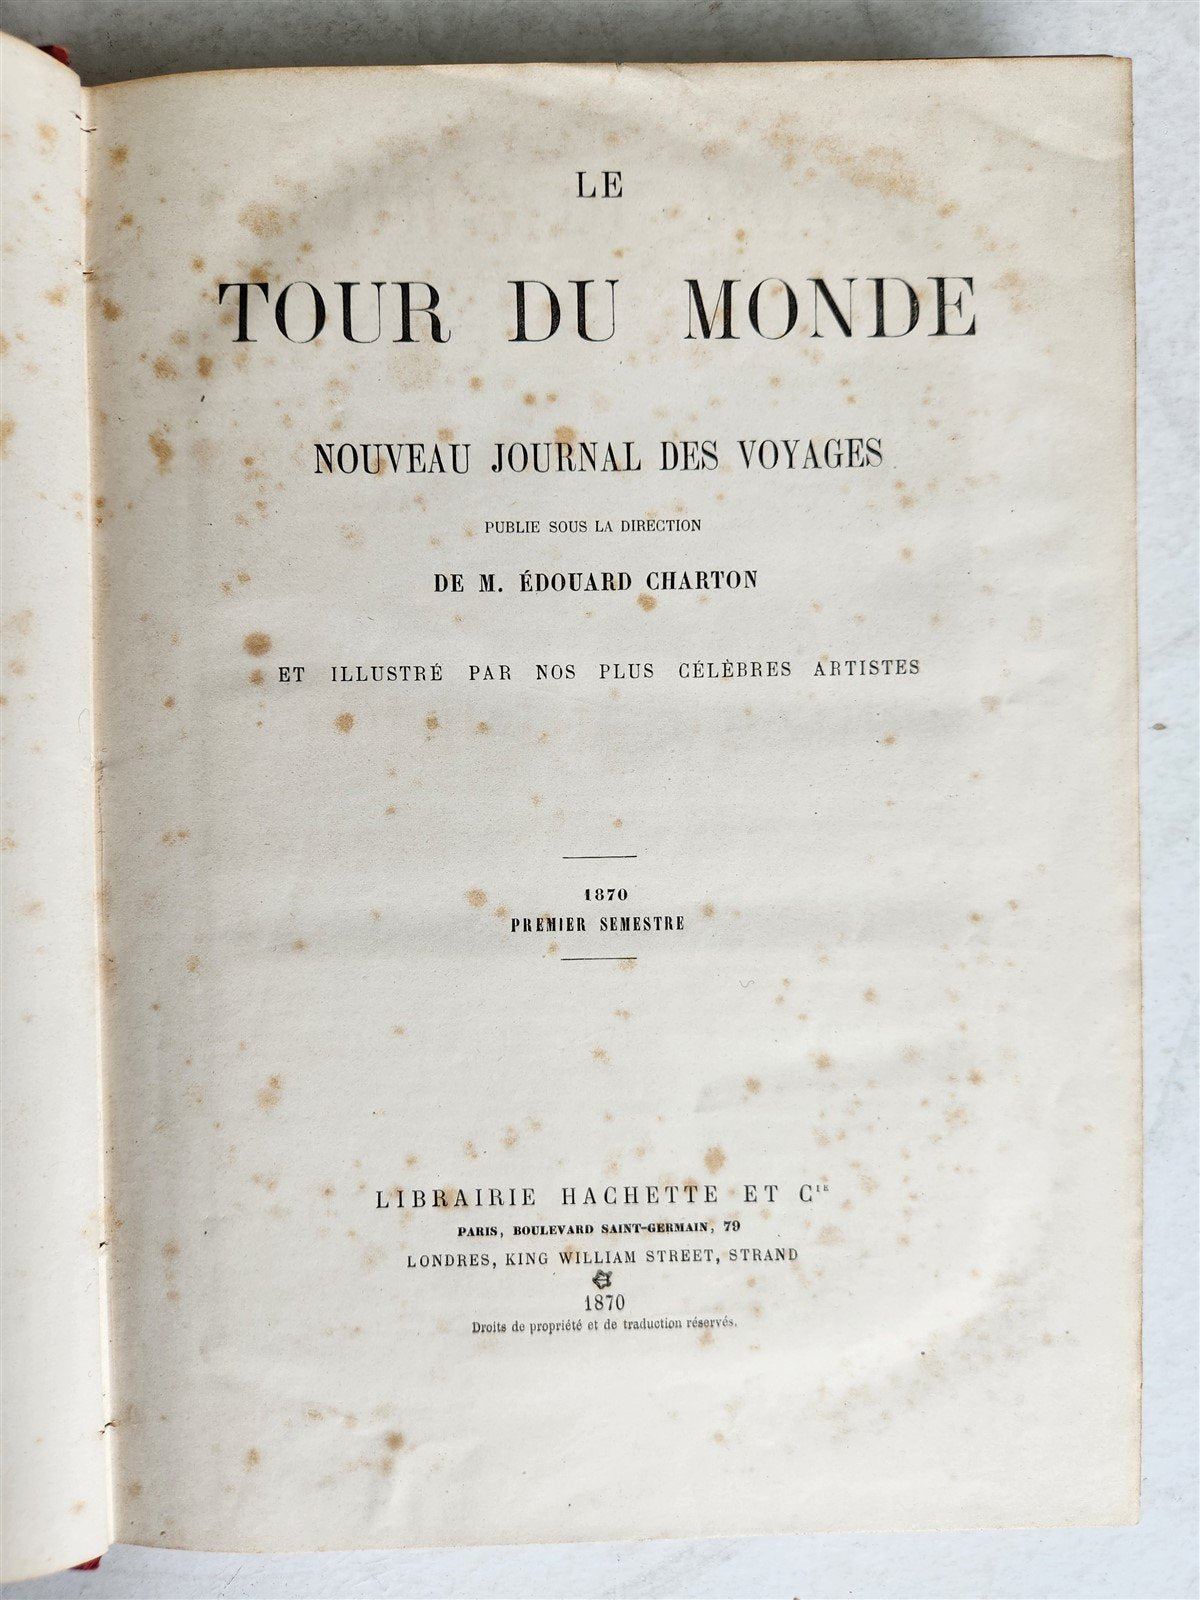 LE
TOUR DU MONDE
NOUVEAU JOURNAL DES VOYAGES
PUBLIE SOUS LA DIRECTION
DE M. ÉDOUARD CHARTON
ET ILLUSTRÉ PAR NOS PLUS CÉLÈBRES ARTISTES
1870
PREMIER SEMESTRE
LIBRAIRIE HACHETTE ET Cᴵᴱ
PARIS, BOULEVARD SAINT-GERMAIN, 79
LONDRES, KING WILLIAM STREET, STRAND
1870
Droits de propriété et de traduction réservés.